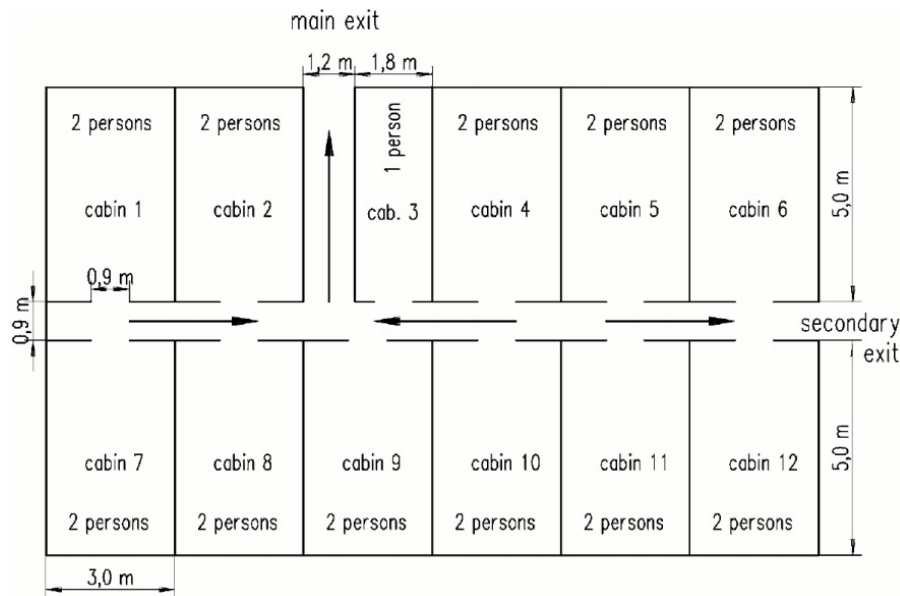 main exit
1,2 m 1,8 m
2 persons 2 persons 1 person 2 persons 2 persons 2 persons
cabin 1 cabin 2 cab. 3 cabin 4 cabin 5 cabin 6
5,0 m
0,9 m
0,9 m
secondary
exit
cabin 7 cabin 8 cabin 9 cabin 10 cabin 11 cabin 12
5,0 m
2 persons 2 persons 2 persons 2 persons 2 persons 2 persons
3,0 m